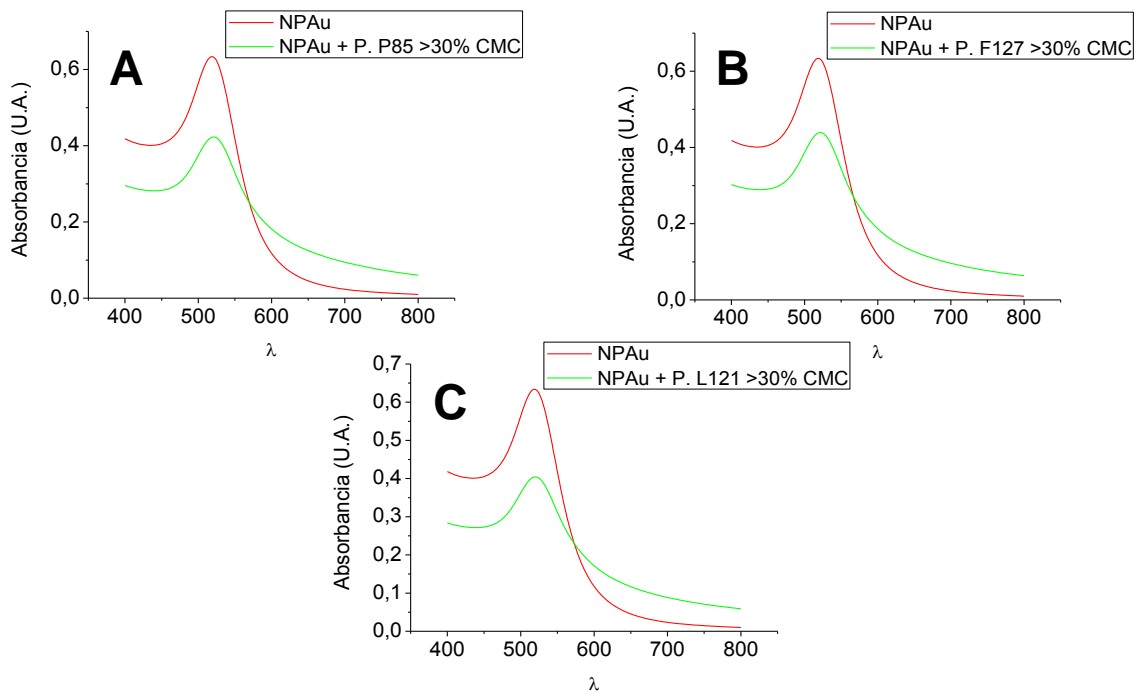 NPAu
NPAu + P. P85 >30% CMC
A
Absorbancia (U.A.)
0,6
0,4
0,2
0,0
400 500 600 700 800
λ
NPAu
NPAu + P. F127 >30% CMC
B
Absorbancia (U.A.)
0,6
0,4
0,2
0,0
400 500 600 700 800
λ
NPAu
NPAu + P. L121 >30% CMC
C
Absorbancia (U.A.)
0,7
0,6
0,5
0,4
0,3
0,2
0,1
0,0
400 500 600 700 800
λ